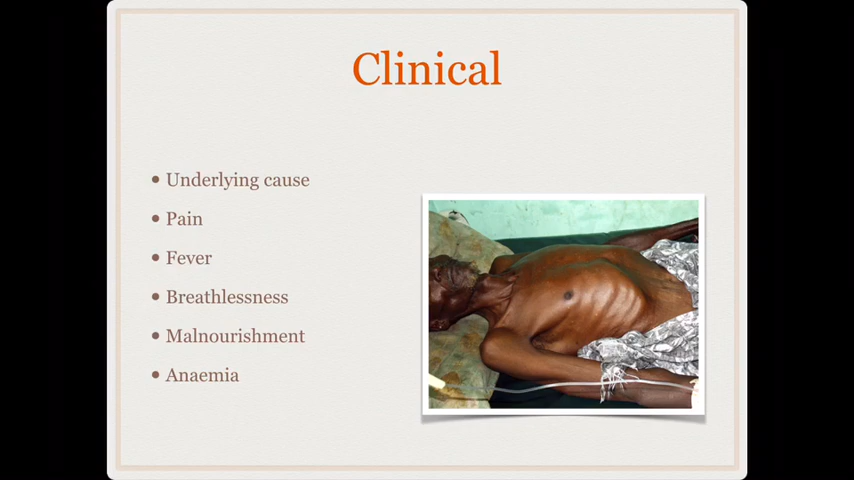 Clinical
• Underlying cause
• Pain
• Fever
• Breathlessness
• Malnourishment
• Anaemia